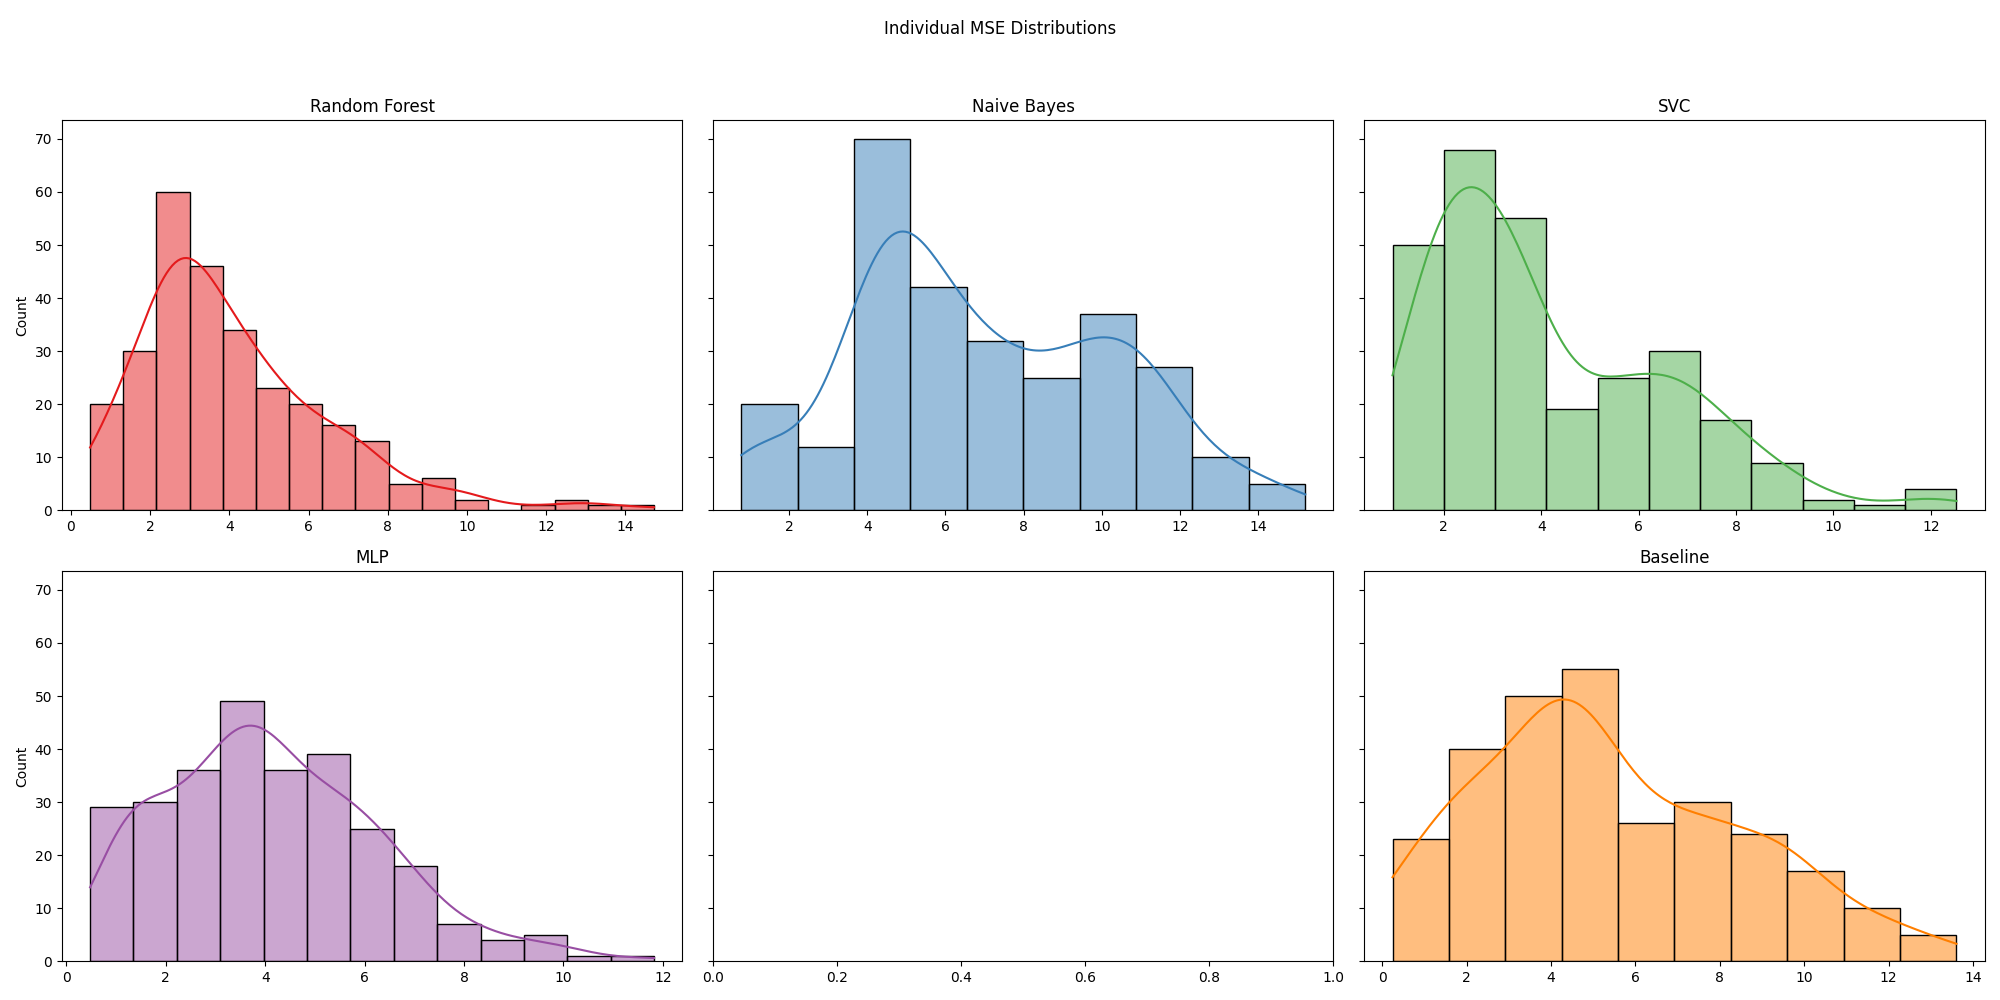 Individual MSE Distributions
Random Forest
Naive Bayes
SVC
Count
70
60
50
40
30
20
10
0
0 2 4 6 8 10 12 14
2 4 6 8 10 12 14
2 4 6 8 10 12
MLP
Baseline
Count
70
60
50
40
30
20
10
0
0 2 4 6 8 10 12
0.0 0.2 0.4 0.6 0.8 1.0
0 2 4 6 8 10 12 14